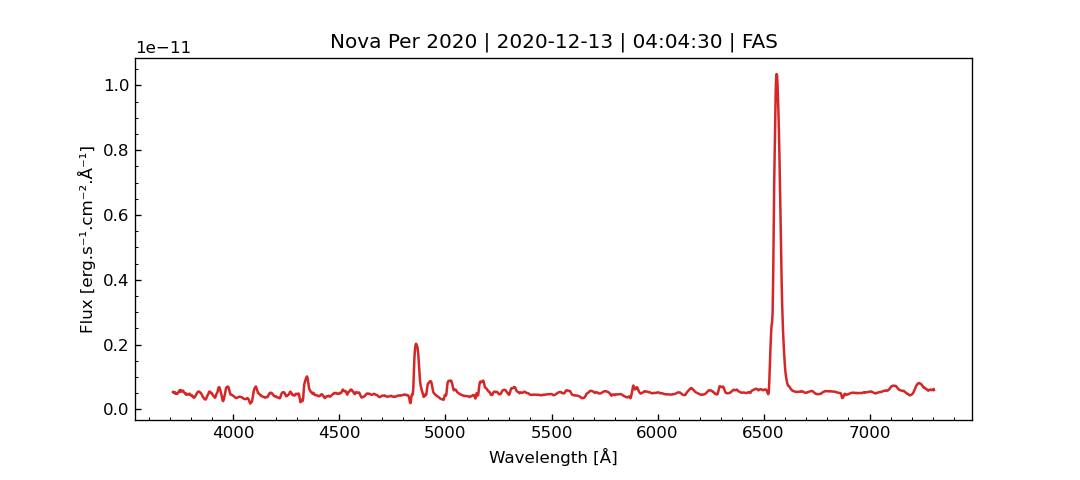 Nova Per 2020 | 2020-12-13 | 04:04:30 | FAS
1e−11
1.0
0.8
0.6
0.4
0.2
0.0
Flux [erg.s⁻¹.cm⁻².Å⁻¹]
4000 4500 5000 5500 6000 6500 7000
Wavelength [Å]